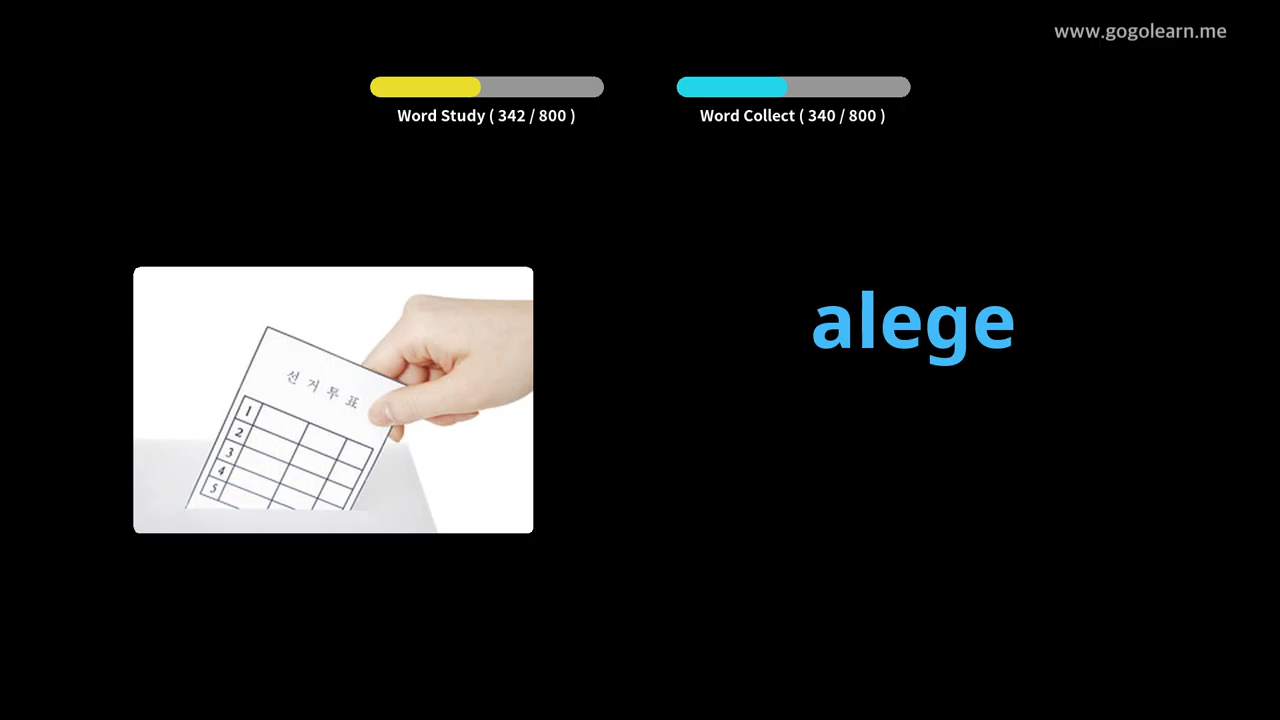 www.gogolearn.me
Word Study ( 342 / 800 )
Word Collect ( 340 / 800 )
alege
선거투표
1
2
3
4
5